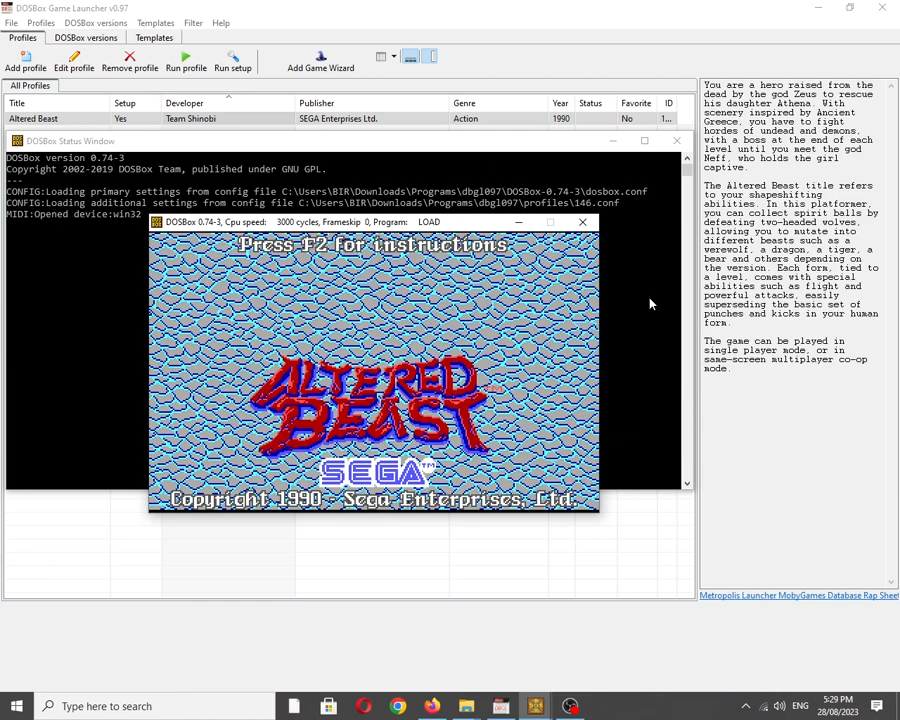 DOSBox Game Launcher v0.97
File Profiles DOSBox versions Templates Filter Help
Profiles DOSBox versions Templates
Add profile Edit profile Remove profile Run profile Run setup Add Game Wizard
All Profiles
Title Setup Developer Publisher Genre Year Status Favorite ID
Altered Beast Yes Team Shinobi SEGA Enterprises Ltd. Action 1990 No 1...
DOSBox Status Window
DOSBox version 0.74-3
Copyright 2002-2019 DOSBox Team, published under GNU GPL.
---
CONFIG:Loading primary settings from config file C:\Users\BIR\Downloads\Programs\dbgl097\DOSBox-0.74-3\dosbox.conf
CONFIG:Loading additional settings from config file C:\Users\BIR\Downloads\Programs\dbgl097\profiles\146.conf
MIDI:Opened device:win32
DOSBox 0.74-3, Cpu speed: 3000 cycles, Frameskip 0, Program: LOAD
Press F2 for instructions
ALTERED
BEAST
SEGA™
Copyright 1990 - Sega Enterprises, Ltd.
You are a hero raised from the
dead by the god Zeus to rescue
his daughter Athena. With
scenery inspired by Ancient
Greece, you have to fight
hordes of undead and demons,
with a boss at the end of each
level until you meet the god
Neff, who holds the girl
captive.
The Altered Beast title refers
to your shapeshifting
abilities. In this platformer,
you can collect spirit balls by
defeating two-headed wolves,
allowing you to mutate into
different beasts such as a
werewolf, a dragon, a tiger, a
bear and others depending on
the version. Each form, tied to
a level, comes with special
abilities such as flight and
powerful attacks, easily
superseding the basic set of
punches and kicks in your human
form.
The game can be played in
single player mode, or in
same-screen multiplayer co-op
mode.
Metropolis Launcher MobyGames Database Rap Sheet
Type here to search
ENG
5:29 PM
28/08/2023